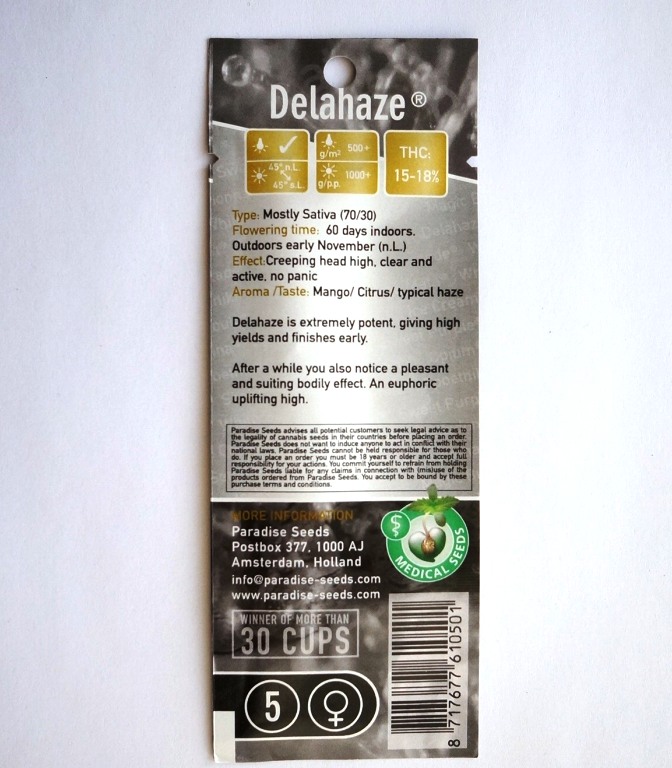 Delahaze®
45° n.L.
45° s.L.
g/m² 500+
g/p.p. 1000+
THC:
15-18%
Type: Mostly Sativa (70/30)
Flowering time: 60 days indoors.
Outdoors early November (n.L.)
Effect:Creeping head high, clear and
active, no panic
Aroma /Taste: Mango/ Citrus/ typical haze
Delahaze is extremely potent, giving high
yields and finishes early.
After a while you also notice a pleasant
and suiting bodily effect. An euphoric
uplifting high.
Paradise Seeds advises all potential customers to seek legal advice as to
the legality of cannabis seeds in their countries before placing an order.
Paradise Seeds does not want to induce anyone to act in conflict with their
national laws. Paradise Seeds cannot be held responsible for those who
do. If you place an order you must be 18 years or older and accept full
responsibility for your actions. You commit yourself to refrain from holding
Paradise Seeds liable for any claims in connection with (mis)use of the
products ordered from Paradise Seeds. You accept to be bound by these
purchase terms and conditions.
MORE INFORMATION
Paradise Seeds
Postbox 377, 1000 AJ
Amsterdam, Holland
info@paradise-seeds.com
www.paradise-seeds.com
MEDICAL SEEDS
WINNER OF MORE THAN
30 CUPS
5
8 717677 610501